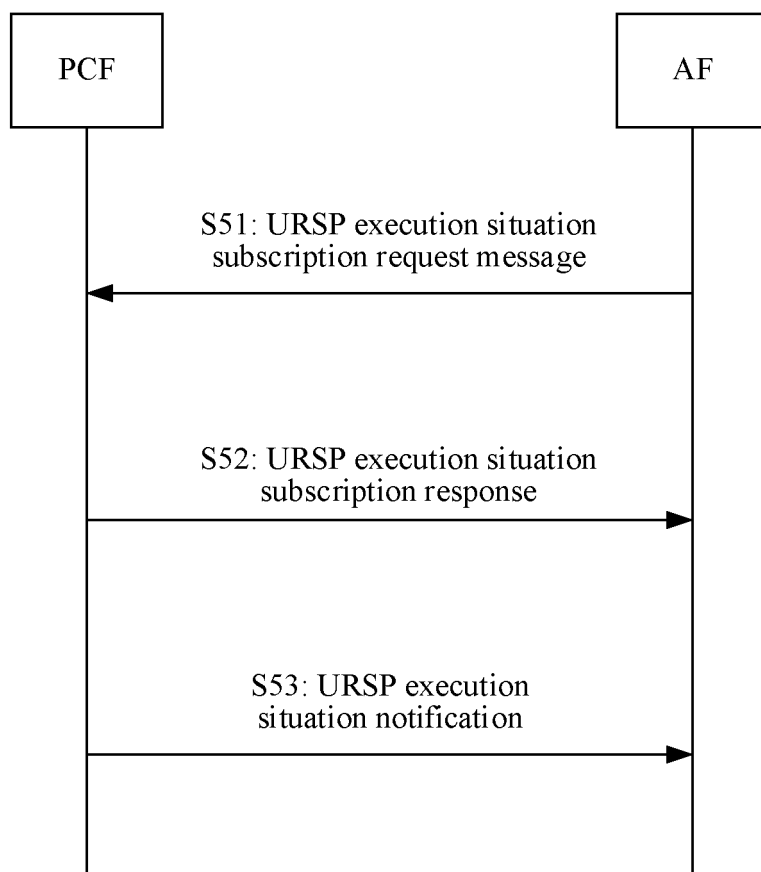 PCF
AF
S51: URSP execution situation
subscription request message
S52: URSP execution situation
subscription response
S53: URSP execution
situation notification